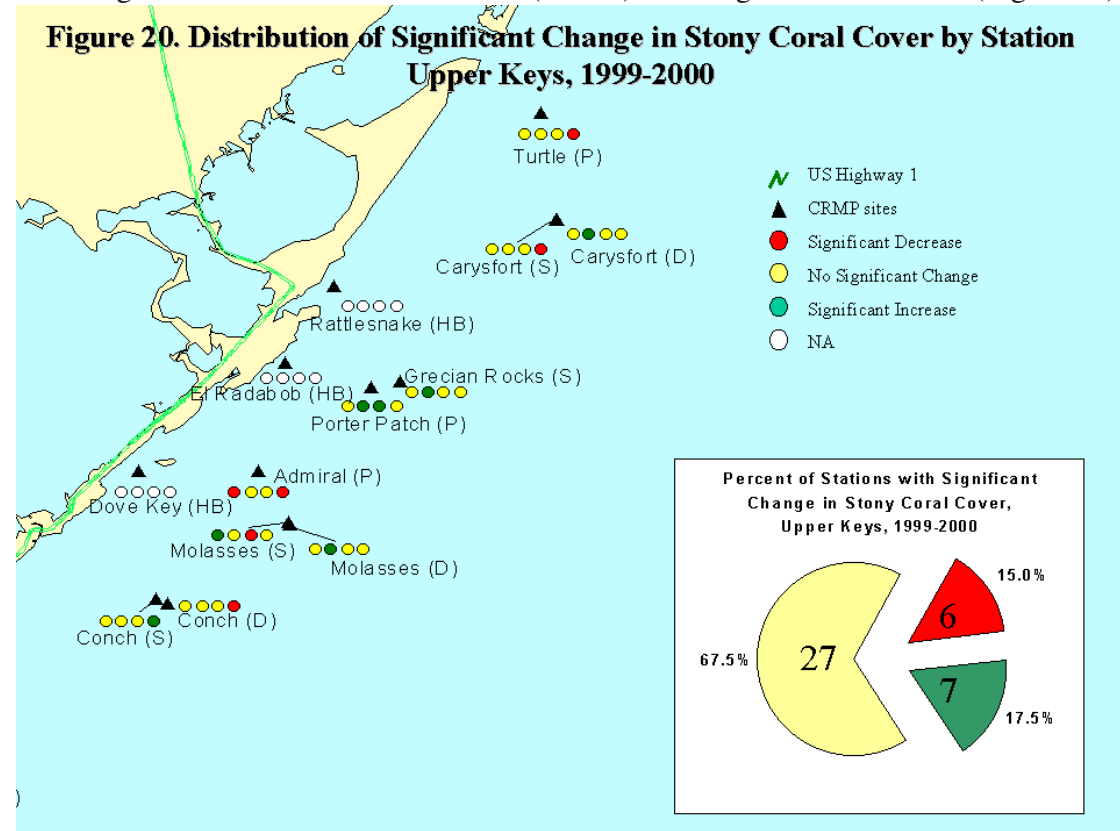 Figure 20. Distribution of Significant Change in Stony Coral Cover by Station
Upper Keys, 1999-2000
Turtle (P)
US Highway 1
CRMP sites
Significant Decrease
No Significant Change
Significant Increase
NA
Carysfort (S)
Carysfort (D)
Rattlesnake (HB)
Grecian Rocks (S)
El Radabob (HB)
Porter Patch (P)
Admiral (P)
Dove Key (HB)
Molasses (S)
Molasses (D)
Conch (D)
Conch (S)
Percent of Stations with Significant
Change in Stony Coral Cover,
Upper Keys, 1999-2000
15.0%
6
67.5%
27
7
17.5%
)